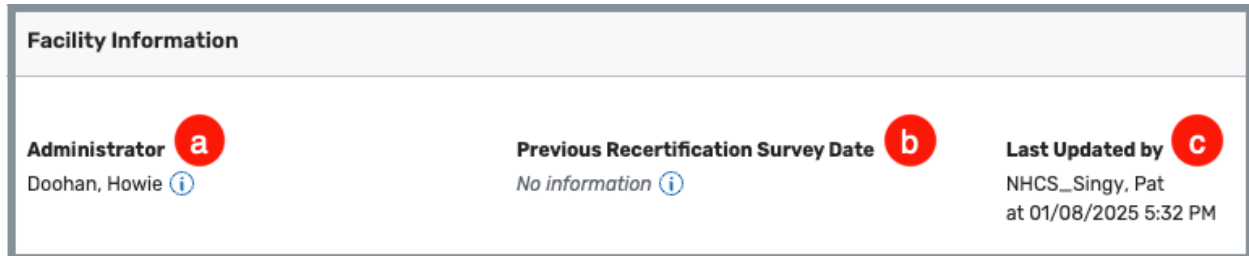 Facility Information
Administrator a
Doohan, Howie i
Previous Recertification Survey Date b
No information i
Last Updated by c
NHCS_Singy, Pat
at 01/08/2025 5:32 PM